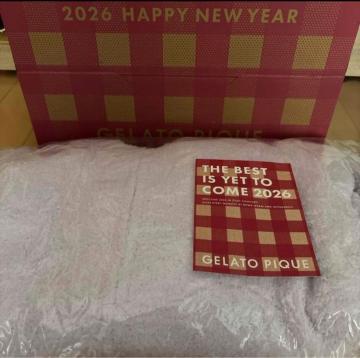 2026 HAPPY NEW YEAR
GELATO PIQUE
THE BEST
IS YET TO
COME 2026
GELATO PIQUE